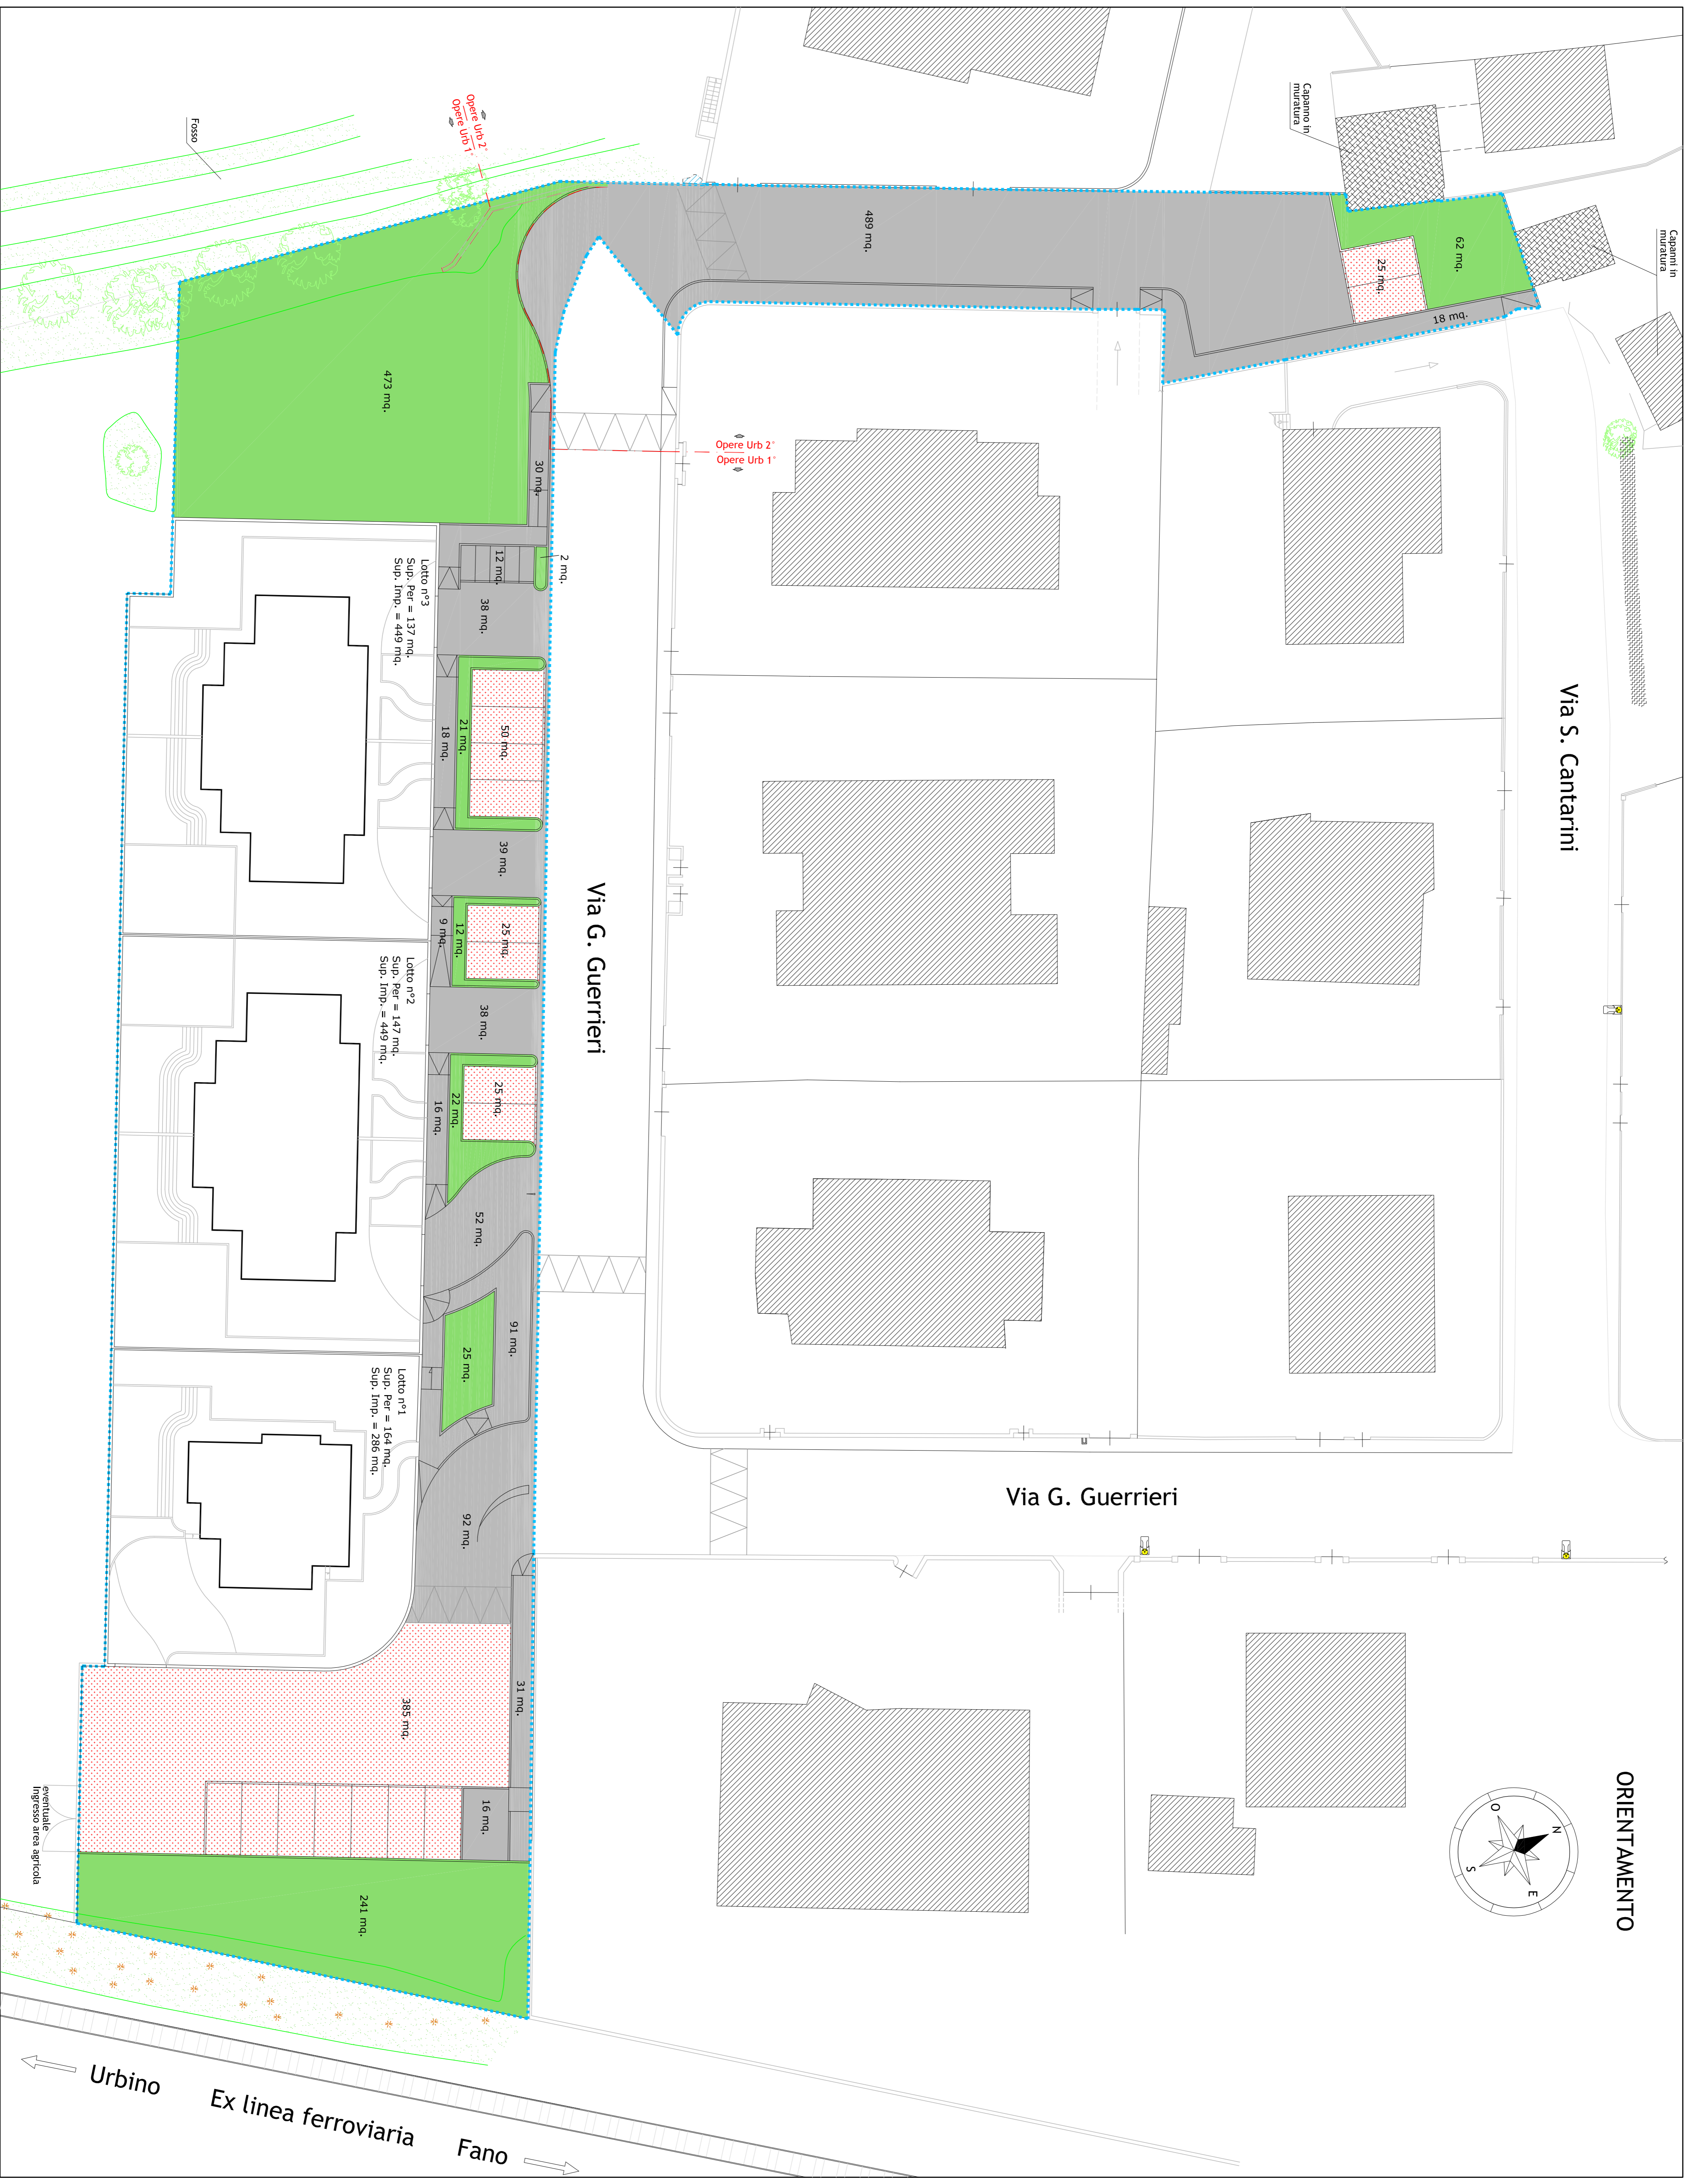 Capanno in
muratura
Capanni in
muratura
Fosso
Opere Urb 2°
Opere Urb 1°
489 mq.
62 mq.
25 mq.
18 mq.
473 mq.
30 mq.
Opere Urb 2°
Opere Urb 1°
2 mq.
12 mq.
38 mq.
Lotto n°3
Sup. Per = 137 mq.
Sup. Imp. = 449 mq.
50 mq.
21 mq.
18 mq.
39 mq.
25 mq.
12 mq.
9 mq.
Lotto n°2
Sup. Per = 147 mq.
Sup. Imp. = 449 mq.
38 mq.
25 mq.
22 mq.
16 mq.
52 mq.
91 mq.
25 mq.
Lotto n°1
Sup. Per = 164 mq.
Sup. Imp. = 286 mq.
92 mq.
31 mq.
385 mq.
16 mq.
241 mq.
eventuale
Ingresso area agricola
Via G. Guerrieri
Via S. Cantarini
Via G. Guerrieri
ORIENTAMENTO
N
O
E
S
Urbino
Ex linea ferroviaria
Fano